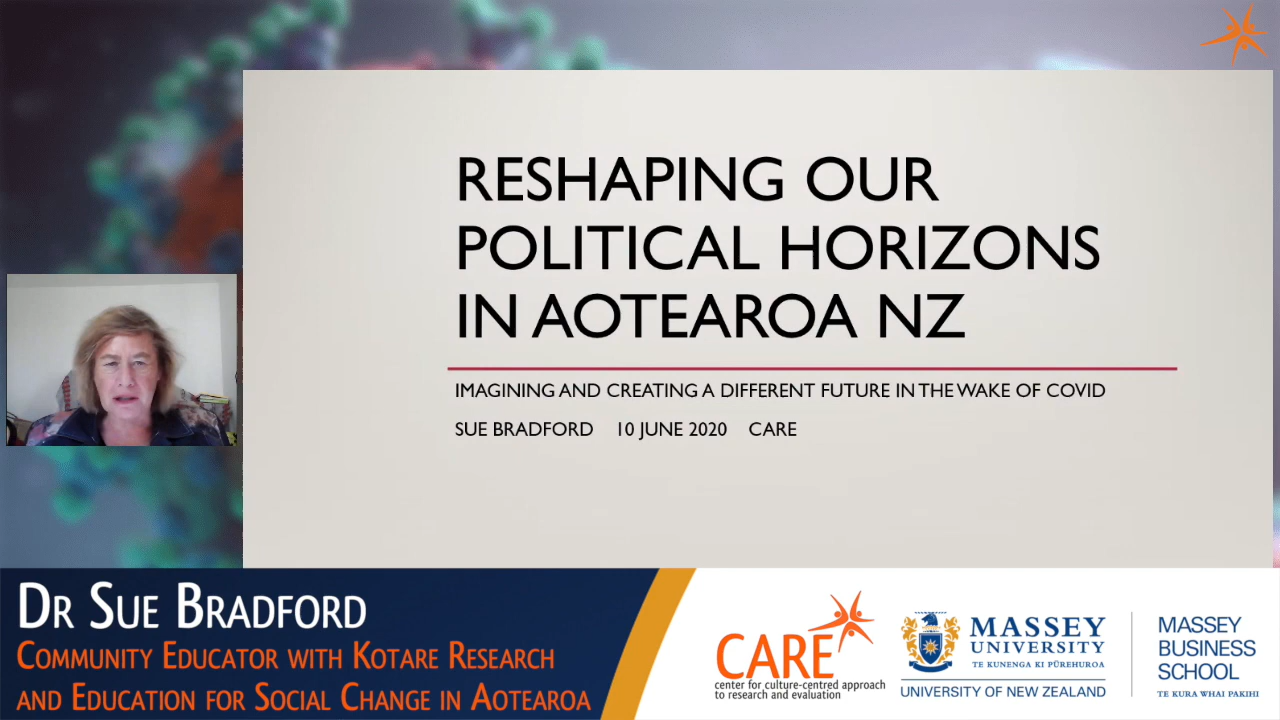 RESHAPING OUR
POLITICAL HORIZONS
IN AOTEAROA NZ
IMAGINING AND CREATING A DIFFERENT FUTURE IN THE WAKE OF COVID
SUE BRADFORD 10 JUNE 2020 CARE
DR SUE BRADFORD
COMMUNITY EDUCATOR WITH KOTARE RESEARCH
AND EDUCATION FOR SOCIAL CHANGE IN AOTEAROA
CARE
center for culture-centred approach
to research and evaluation
MASSEY
UNIVERSITY
TE KUNENGA KI PŪREHUROA
UNIVERSITY OF NEW ZEALAND
MASSEY
BUSINESS
SCHOOL
TE KURA WHAI PAKIHI